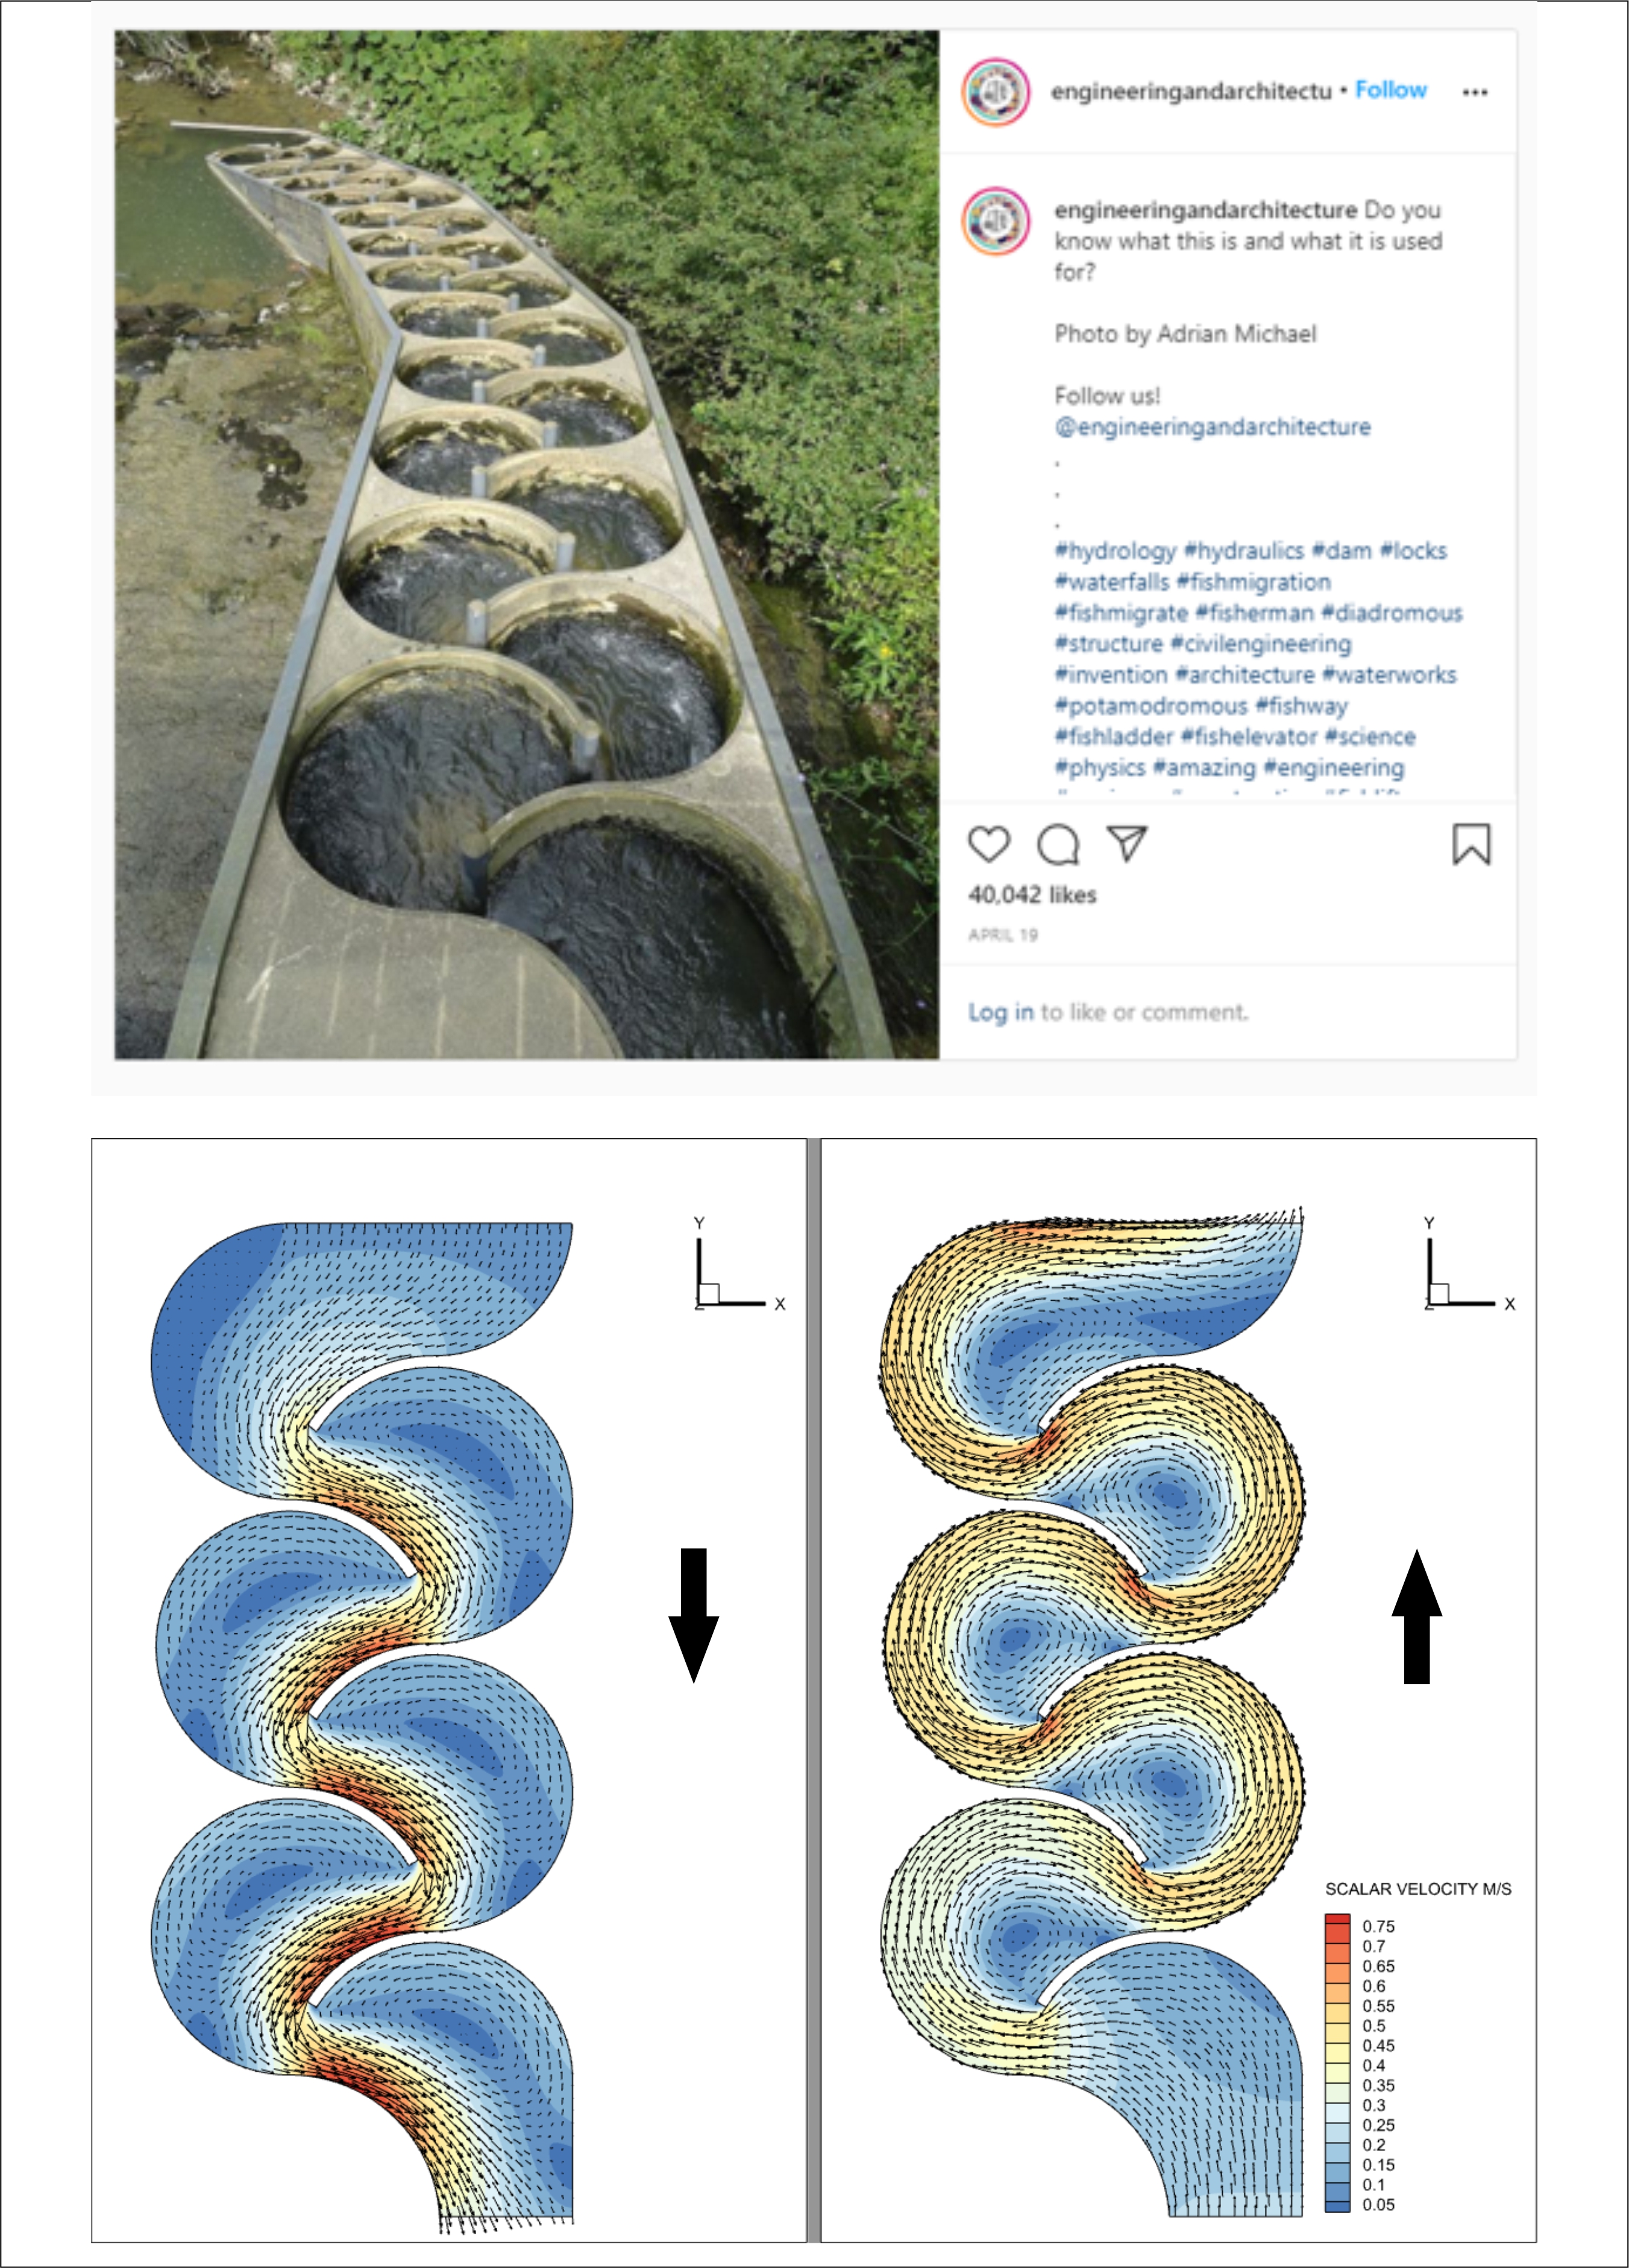 engineeringandarchitectu • Follow
engineeringandarchitecture Do you
know what this is and what it is used
for?
Photo by Adrian Michael
Follow us!
@engineeringandarchitecture
.
.
.
#hydrology #hydraulics #dam #locks
#waterfalls #fishmigration
#fishmigrate #fisherman #diadromous
#structure #civilengineering
#invention #architecture #waterworks
#potamodromous #fishway
#fishladder #fishelevator #science
#physics #amazing #engineering
40,042 likes
APRIL 19
Log in to like or comment.
Y
Z X
Y
Z X
SCALAR VELOCITY M/S
0.75
0.7
0.65
0.6
0.55
0.5
0.45
0.4
0.35
0.3
0.25
0.2
0.15
0.1
0.05